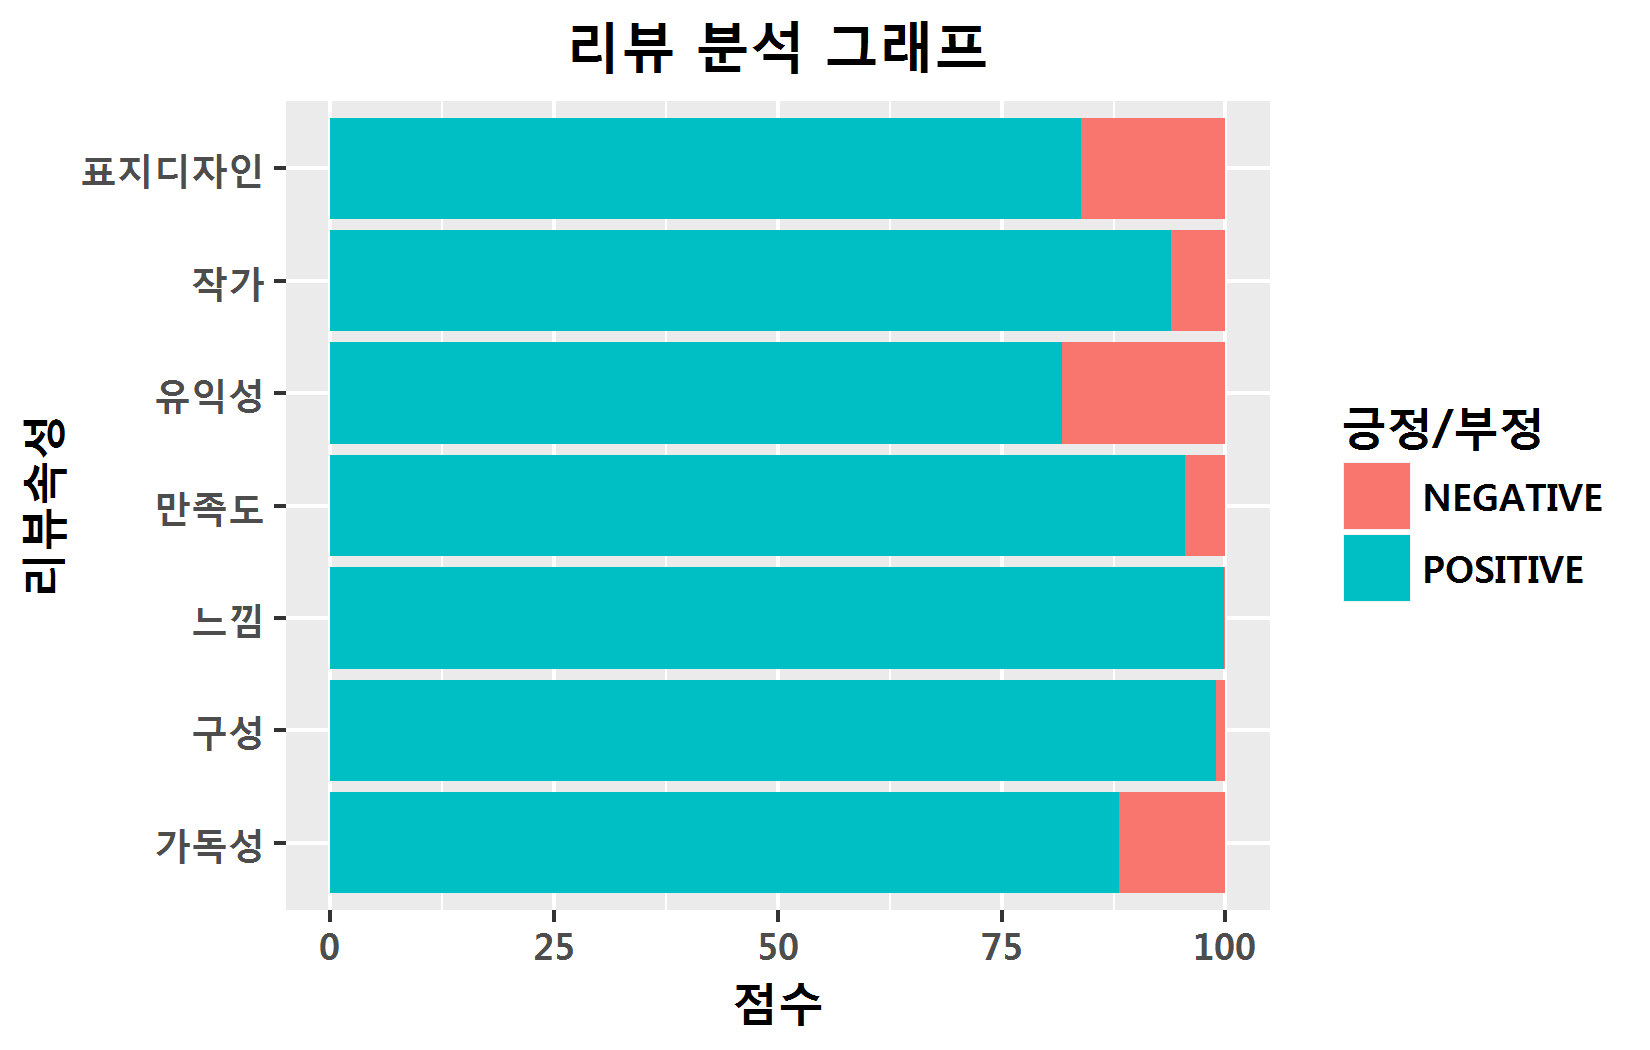 리뷰 분석 그래프
리뷰속성
표지디자인
작가
유익성
만족도
느낌
구성
가독성
0 25 50 75 100
점수
긍정/부정
NEGATIVE
POSITIVE